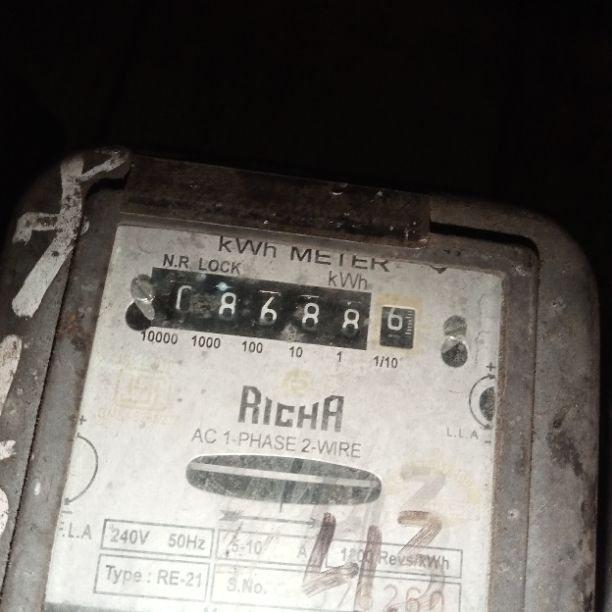 kWh METER
N.R. LOCK kWh
08688 6
10000 1000 100 10 1 1/10
RICHA
AC 1-PHASE 2-WIRE
L.L.A
240V 50Hz 5-10 A 1200 Revs/kWh
Type : RE-21 S.No.